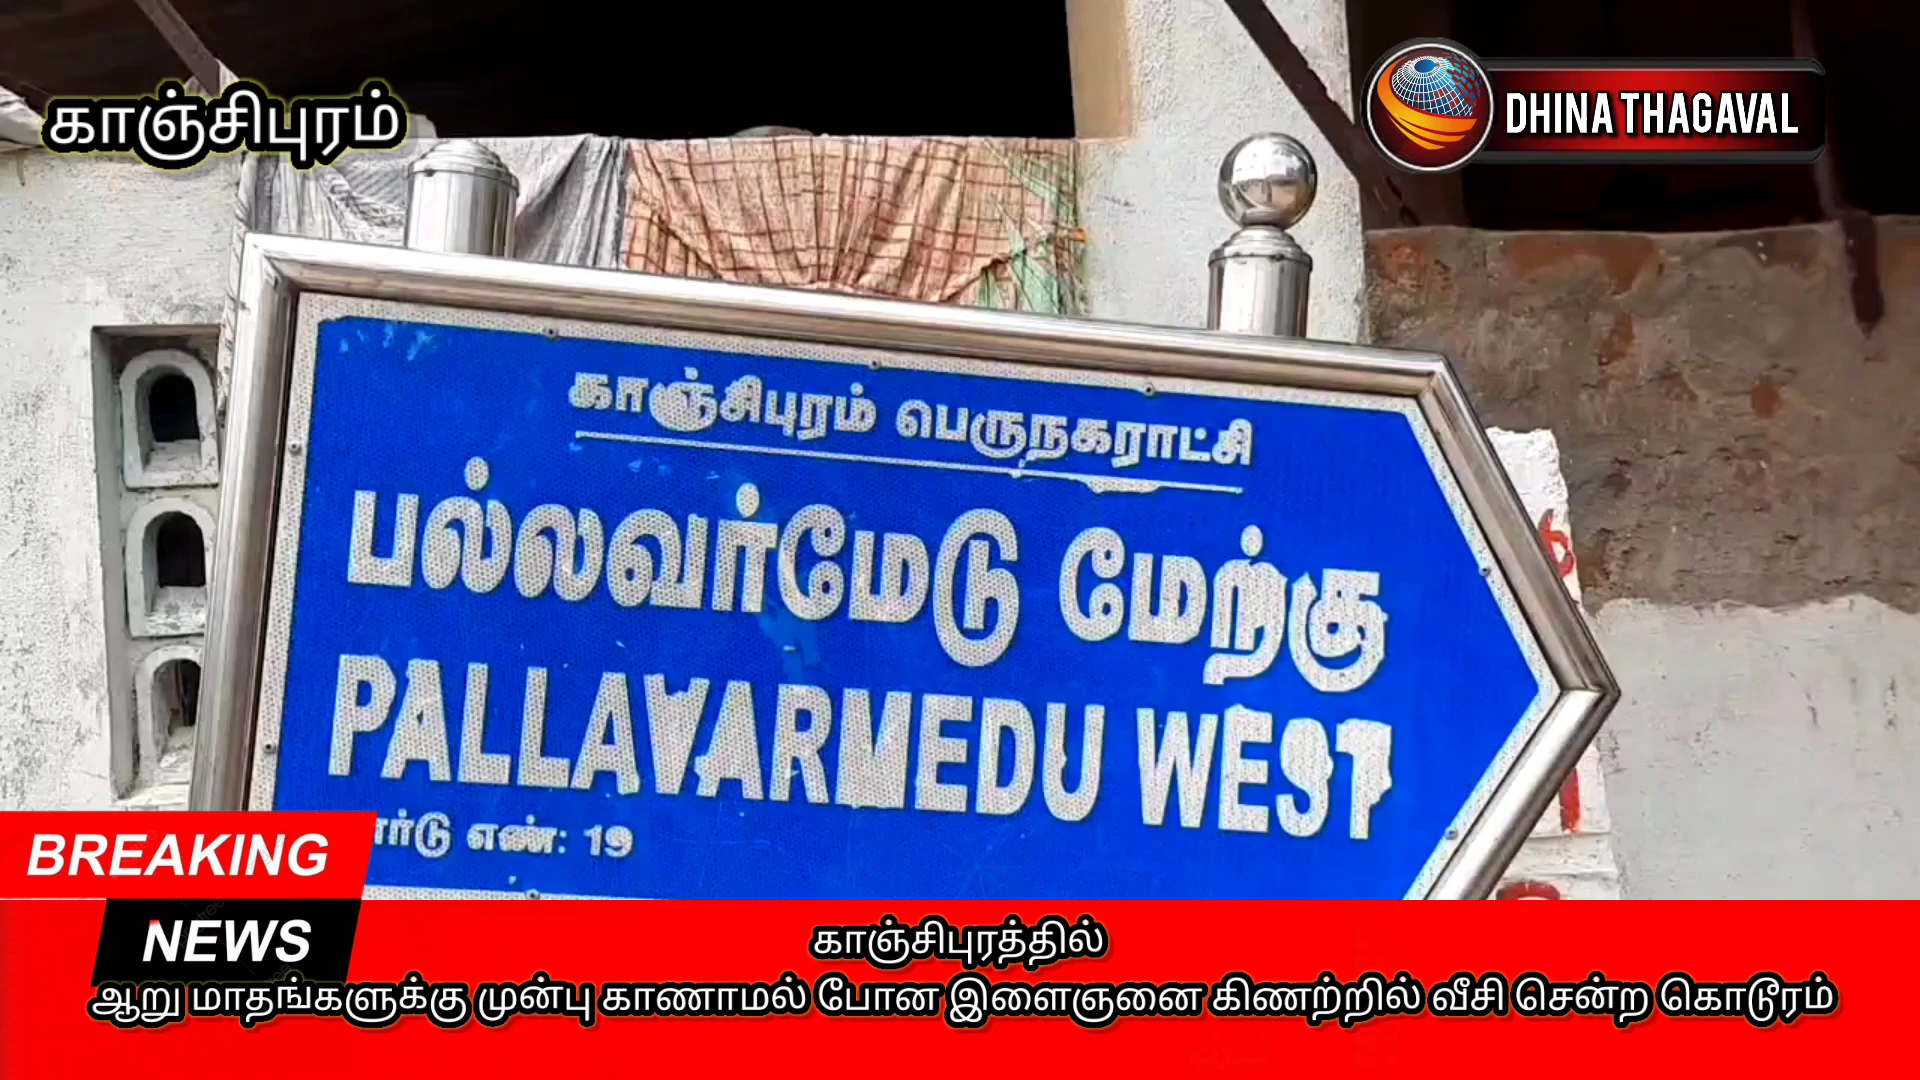 காஞ்சிபுரம்
DHINA THAGAVAL
காஞ்சிபுரம் பெருநகராட்சி
பல்லவர்மேடு மேற்கு
PALLAVARMEDU WEST
எண்: 19
BREAKING
NEWS
காஞ்சிபுரத்தில்
ஆறு மாதங்களுக்கு முன்பு காணாமல் போன இளைஞனை கிணற்றில் வீசி சென்ற கொடூரம்